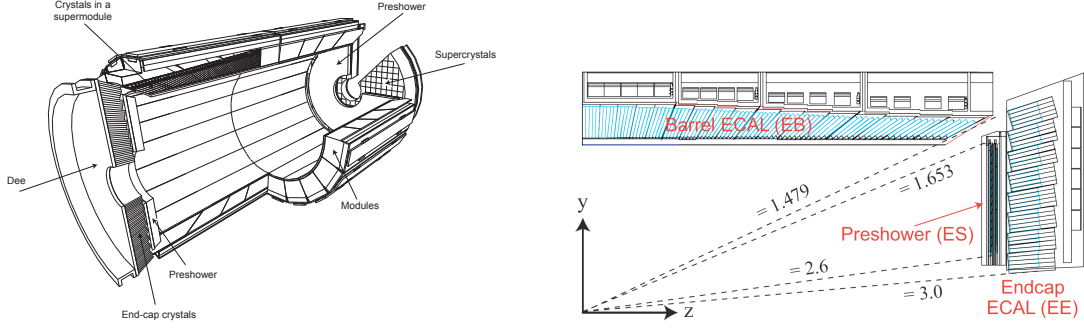 Crystals in a
supermodule
Preshower
Supercrystals
Dee
Modules
Preshower
End-cap crystals
Barrel ECAL (EB)
= 1.479
= 1.653
y
Preshower (ES)
= 2.6
= 3.0
z
Endcap
ECAL (EE)